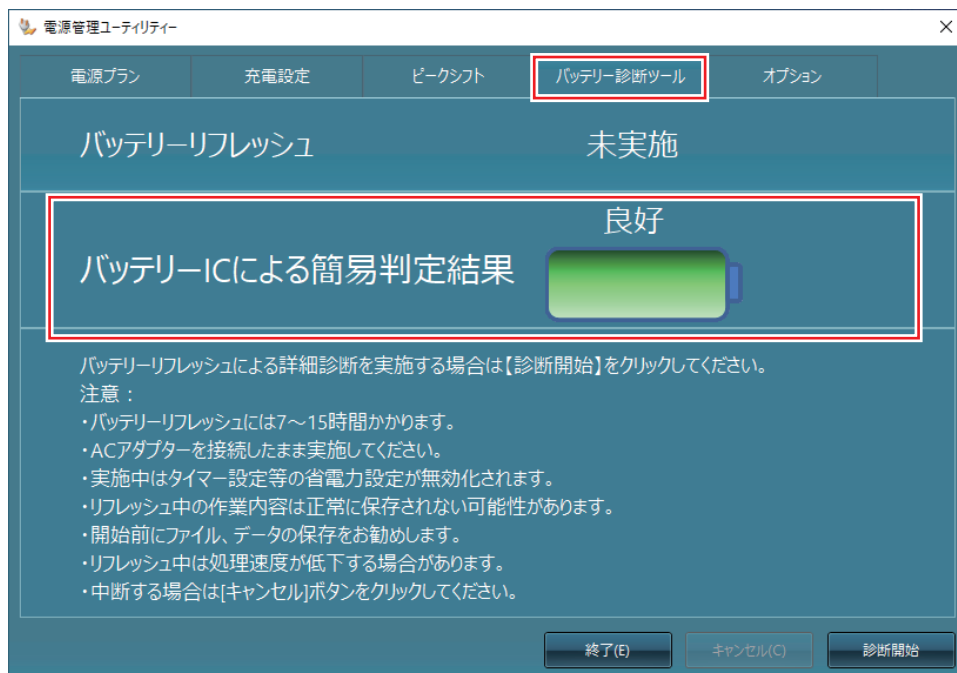 電源管理ユーティリティー
電源プラン 充電設定 ピークシフト バッテリー診断ツール オプション
バッテリーリフレッシュ 未実施
良好
バッテリーICによる簡易判定結果
バッテリーリフレッシュによる詳細診断を実施する場合は【診断開始】をクリックしてください。
注意：
・バッテリーリフレッシュには7～15時間かかります。
・ACアダプターを接続したまま実施してください。
・実施中はタイマー設定等の省電力設定が無効化されます。
・リフレッシュ中の作業内容は正常に保存されない可能性があります。
・開始前にファイル、データの保存をお勧めします。
・リフレッシュ中は処理速度が低下する場合があります。
・中断する場合は[キャンセル]ボタンをクリックしてください。
終了(E) キャンセル(C) 診断開始